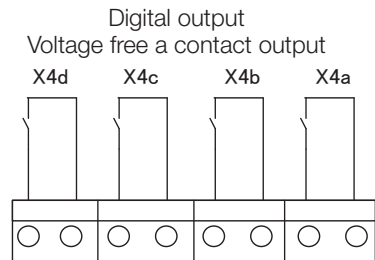 Digital output
Voltage free a contact output
X4d X4c X4b X4a